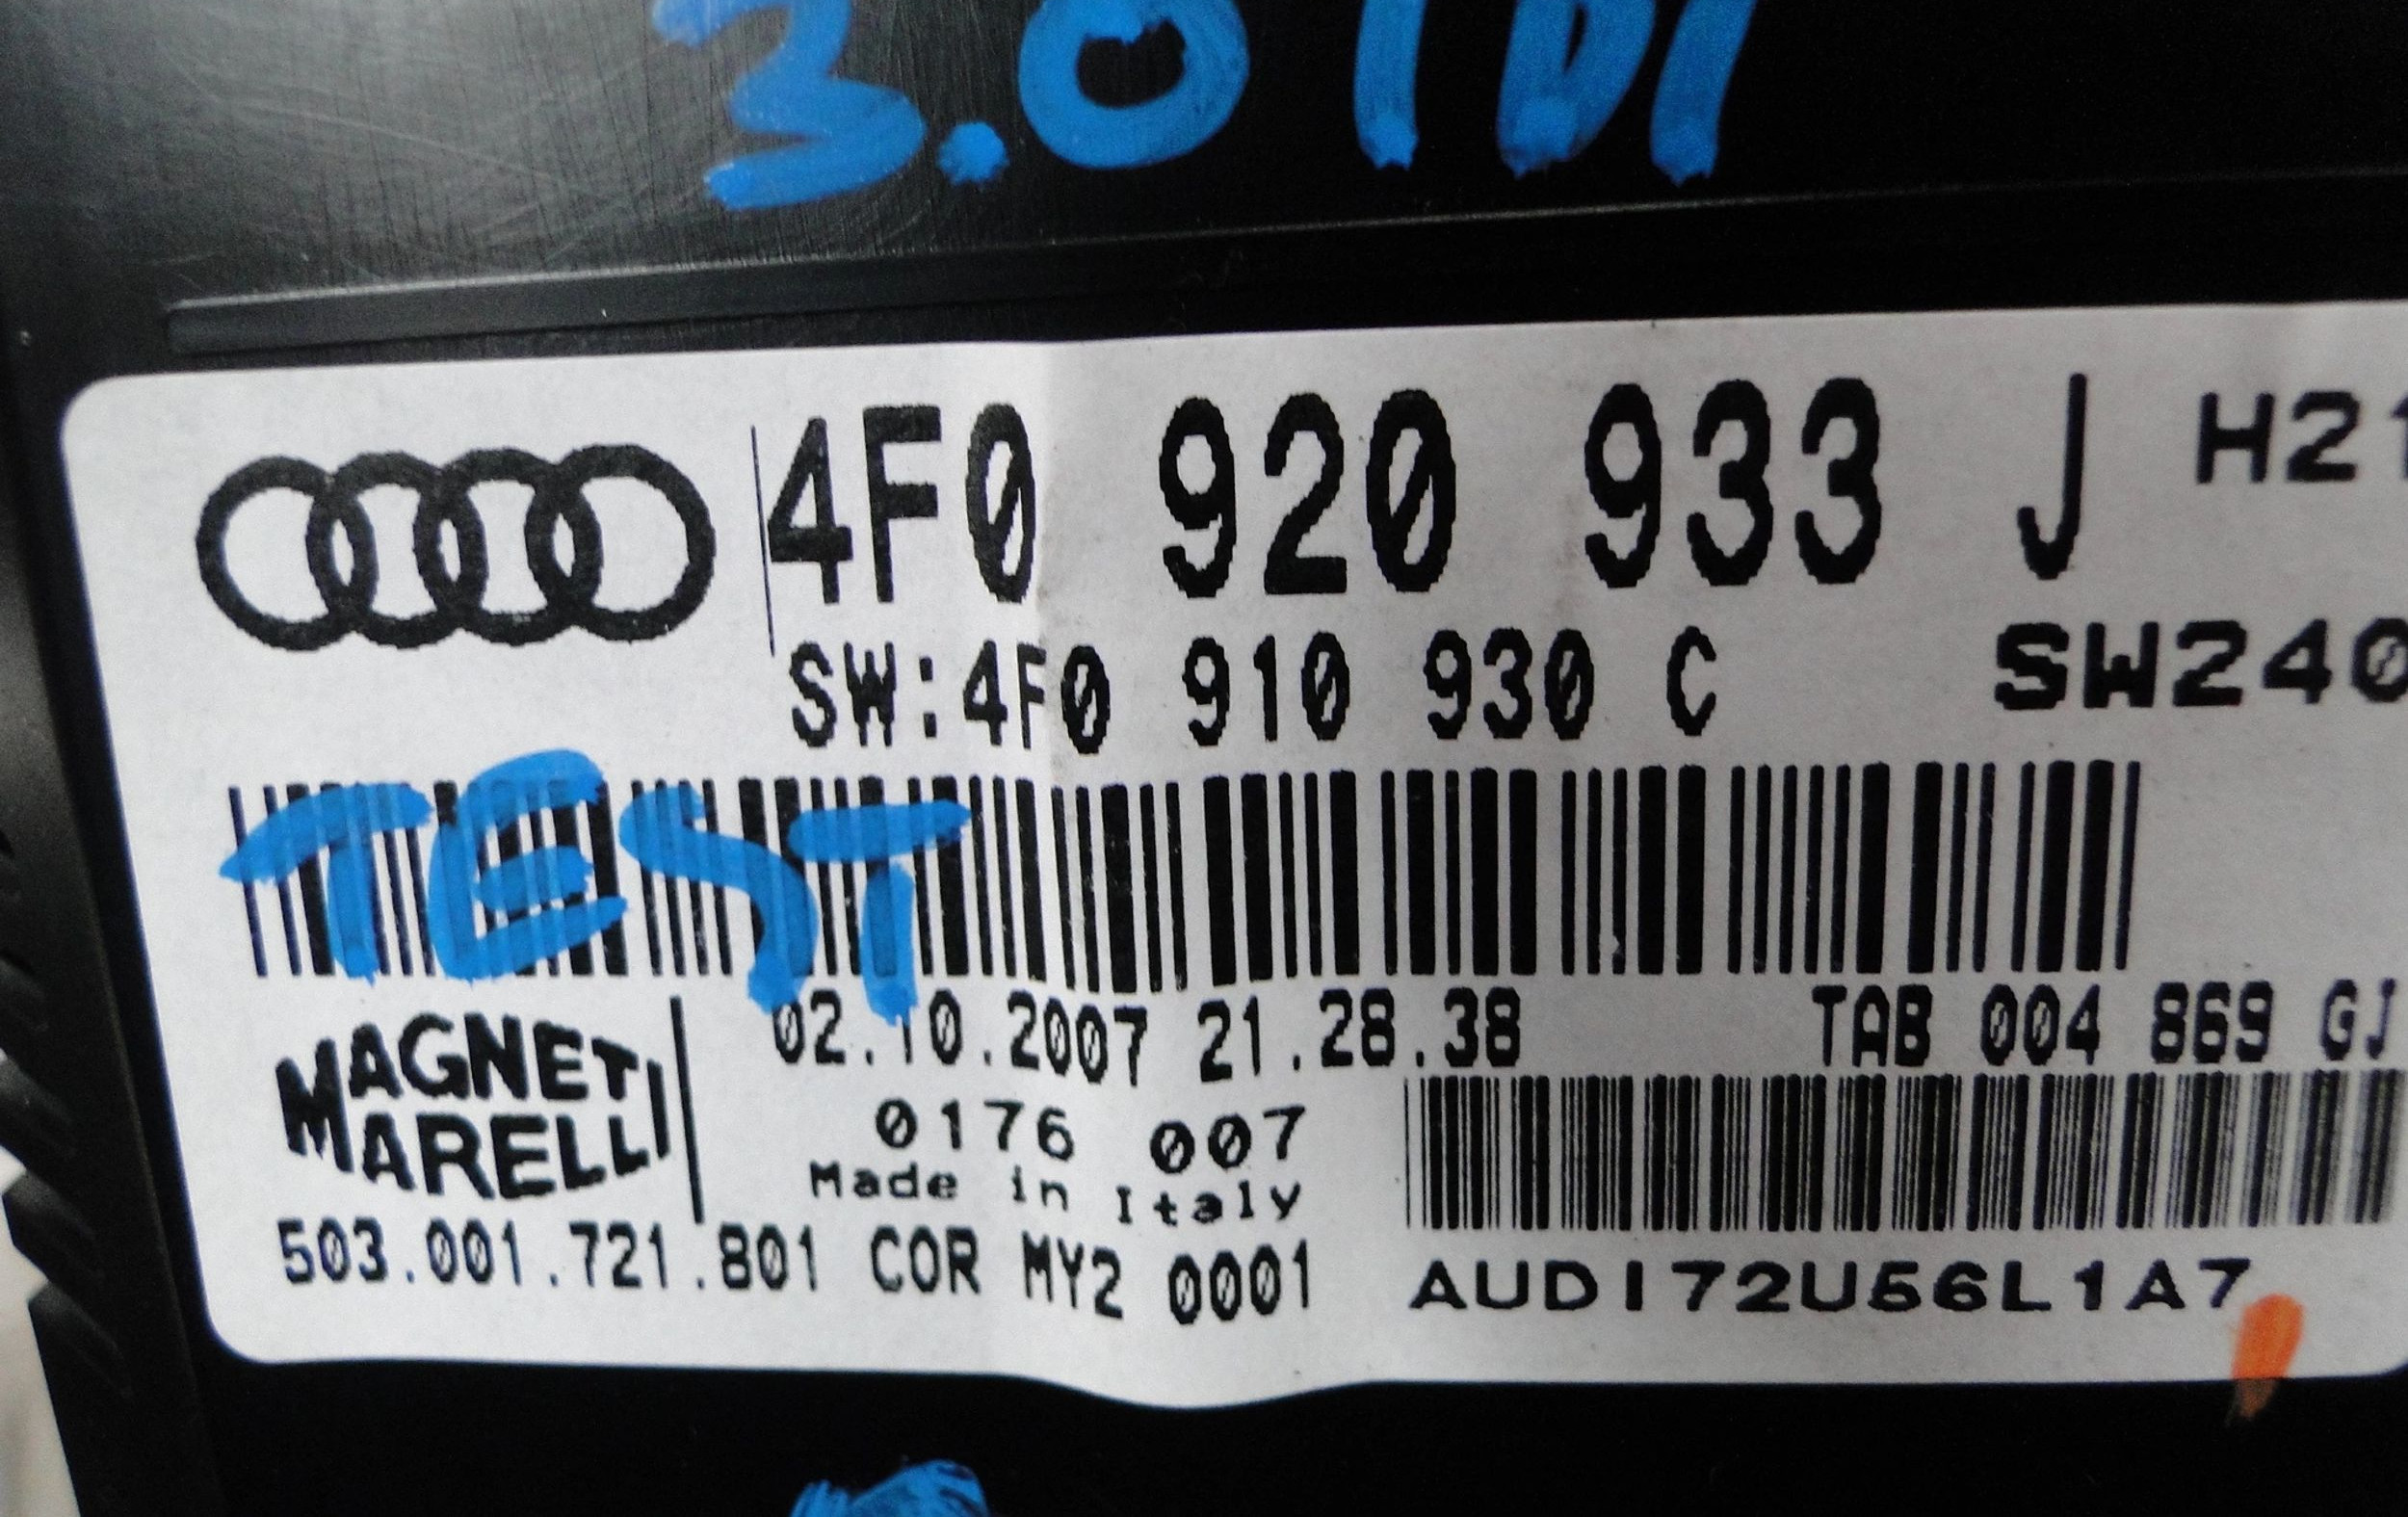 3.0 TDI
4F0 920 933 J H21
SW:4F0 910 930 C SW240
TEST
MAGNETI
MARELLI
02.10.2007 21.28.38 TAB 004 869 GJ
0176 007
Made in Italy
503.001.721.801 COR MY2 0001
AUDI72U56L1A7